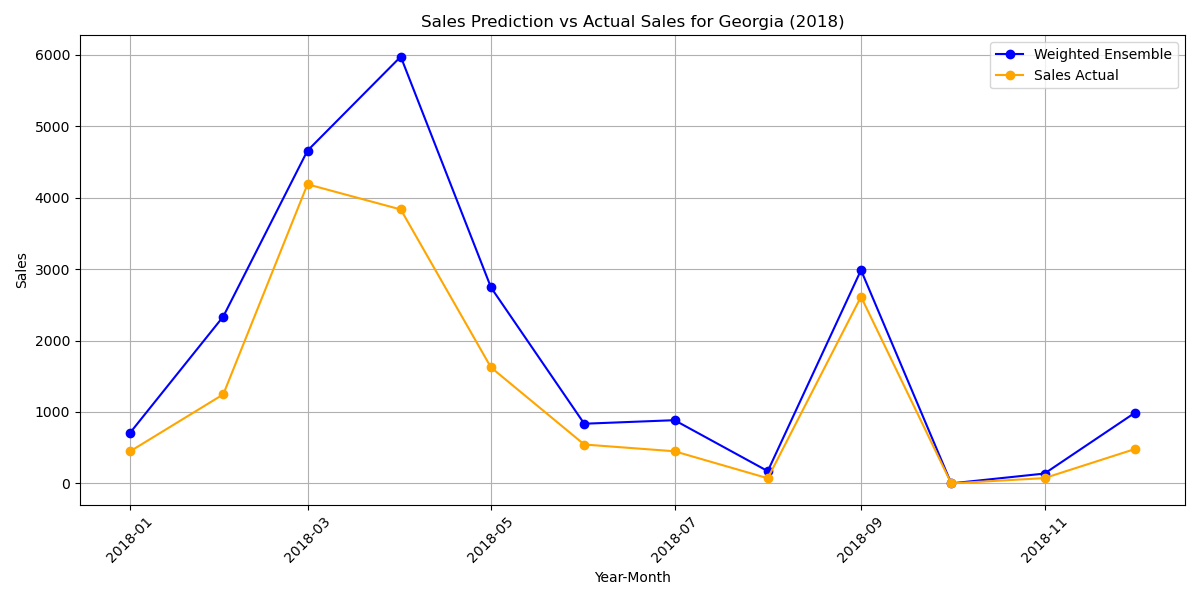 Sales Prediction vs Actual Sales for Georgia (2018)
Weighted Ensemble
Sales Actual
Sales
6000
5000
4000
3000
2000
1000
0
2018-01
2018-03
2018-05
2018-07
2018-09
2018-11
Year-Month